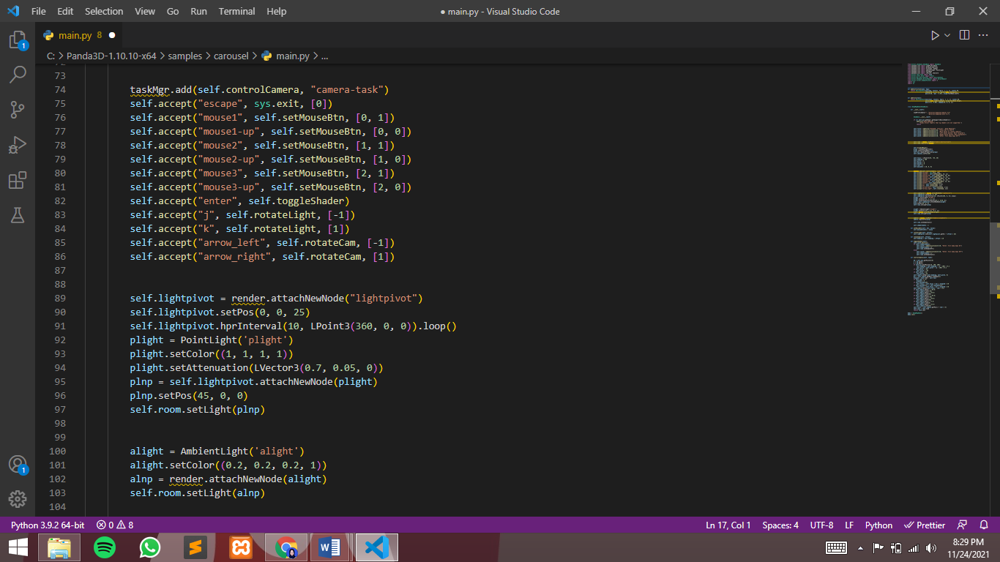 File Edit Selection View Go Run Terminal Help ● main.py - Visual Studio Code
main.py 8 ●
C: > Panda3D-1.10.10-x64 > samples > carousel > main.py > ...
73
74 taskMgr.add(self.controlCamera, "camera-task")
75 self.accept("escape", sys.exit, [0])
76 self.accept("mouse1", self.setMouseBtn, [0, 1])
77 self.accept("mouse1-up", self.setMouseBtn, [0, 0])
78 self.accept("mouse2", self.setMouseBtn, [1, 1])
79 self.accept("mouse2-up", self.setMouseBtn, [1, 0])
80 self.accept("mouse3", self.setMouseBtn, [2, 1])
81 self.accept("mouse3-up", self.setMouseBtn, [2, 0])
82 self.accept("enter", self.toggleShader)
83 self.accept("j", self.rotateLight, [-1])
84 self.accept("k", self.rotateLight, [1])
85 self.accept("arrow_left", self.rotateCam, [-1])
86 self.accept("arrow_right", self.rotateCam, [1])
87
88
89 self.lightpivot = render.attachNewNode("lightpivot")
90 self.lightpivot.setPos(0, 0, 25)
91 self.lightpivot.hprInterval(10, LPoint3(360, 0, 0)).loop()
92 plight = PointLight('plight')
93 plight.setColor((1, 1, 1, 1))
94 plight.setAttenuation(LVector3(0.7, 0.05, 0))
95 plnp = self.lightpivot.attachNewNode(plight)
96 plnp.setPos(45, 0, 0)
97 self.room.setLight(plnp)
98
99
100 alight = AmbientLight('alight')
101 alight.setColor((0.2, 0.2, 0.2, 1))
102 alnp = render.attachNewNode(alight)
103 self.room.setLight(alnp)
104
1
1
Python 3.9.2 64-bit 0 8 Ln 17, Col 1 Spaces: 4 UTF-8 LF Python Prettier
8:29 PM
11/24/2021